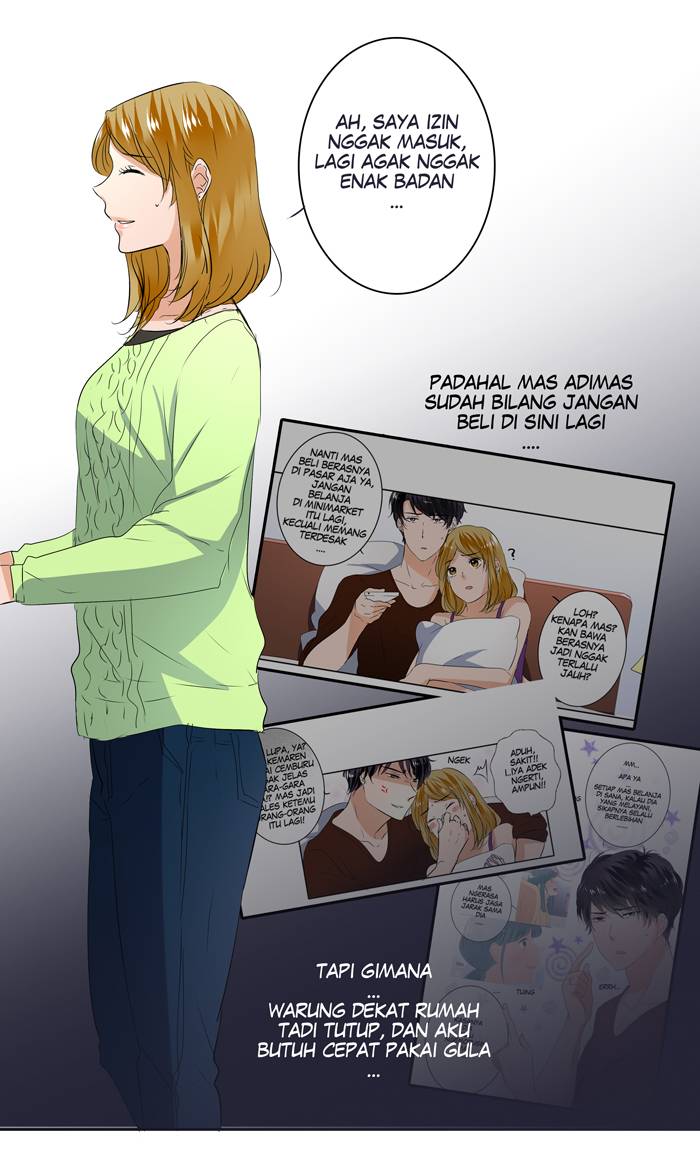 AH, SAYA IZIN
NGGAK MASUK,
LAGI AGAK NGGAK
ENAK BADAN
...
PADAHAL MAS ADIMAS
SUDAH BILANG JANGAN
BELI DI SINI LAGI
....
NANTI MAS
BELI BERASNYA
DI PASAR AJA YA,
JANGAN
BELANJA
DI MINIMARKET
ITU LAGI,
KECUALI MEMANG
TERDESAK
....
?
LOH?
KENAPA MAS?
KAN BAWA
BERASNYA
JADI NGGAK
TERLALU
JAUH?
LUPA, YA?
KEMAREN
CEMBURU
JELAS
GARA-GARA
MAS JADI
KETEMU
ITU LAGI!
NGEK
ADUH,
SAKIT!!
I..IYA ADEK
NGERTI,
AMPUN!!
MM...
APA YA
SETIAP MAS BELANJA
DI SANA, KALAU DIA
YANG MELAYANI,
SIKAPNYA SELALU
BERLEBIHAN
......
MAS
NGERASA
HARUS JAGA
JARAK SAMA
DIA
TUING
ERRH...
TAPI GIMANA
...
WARUNG DEKAT RUMAH
TADI TUTUP, DAN AKU
BUTUH CEPAT PAKAI GULA
...